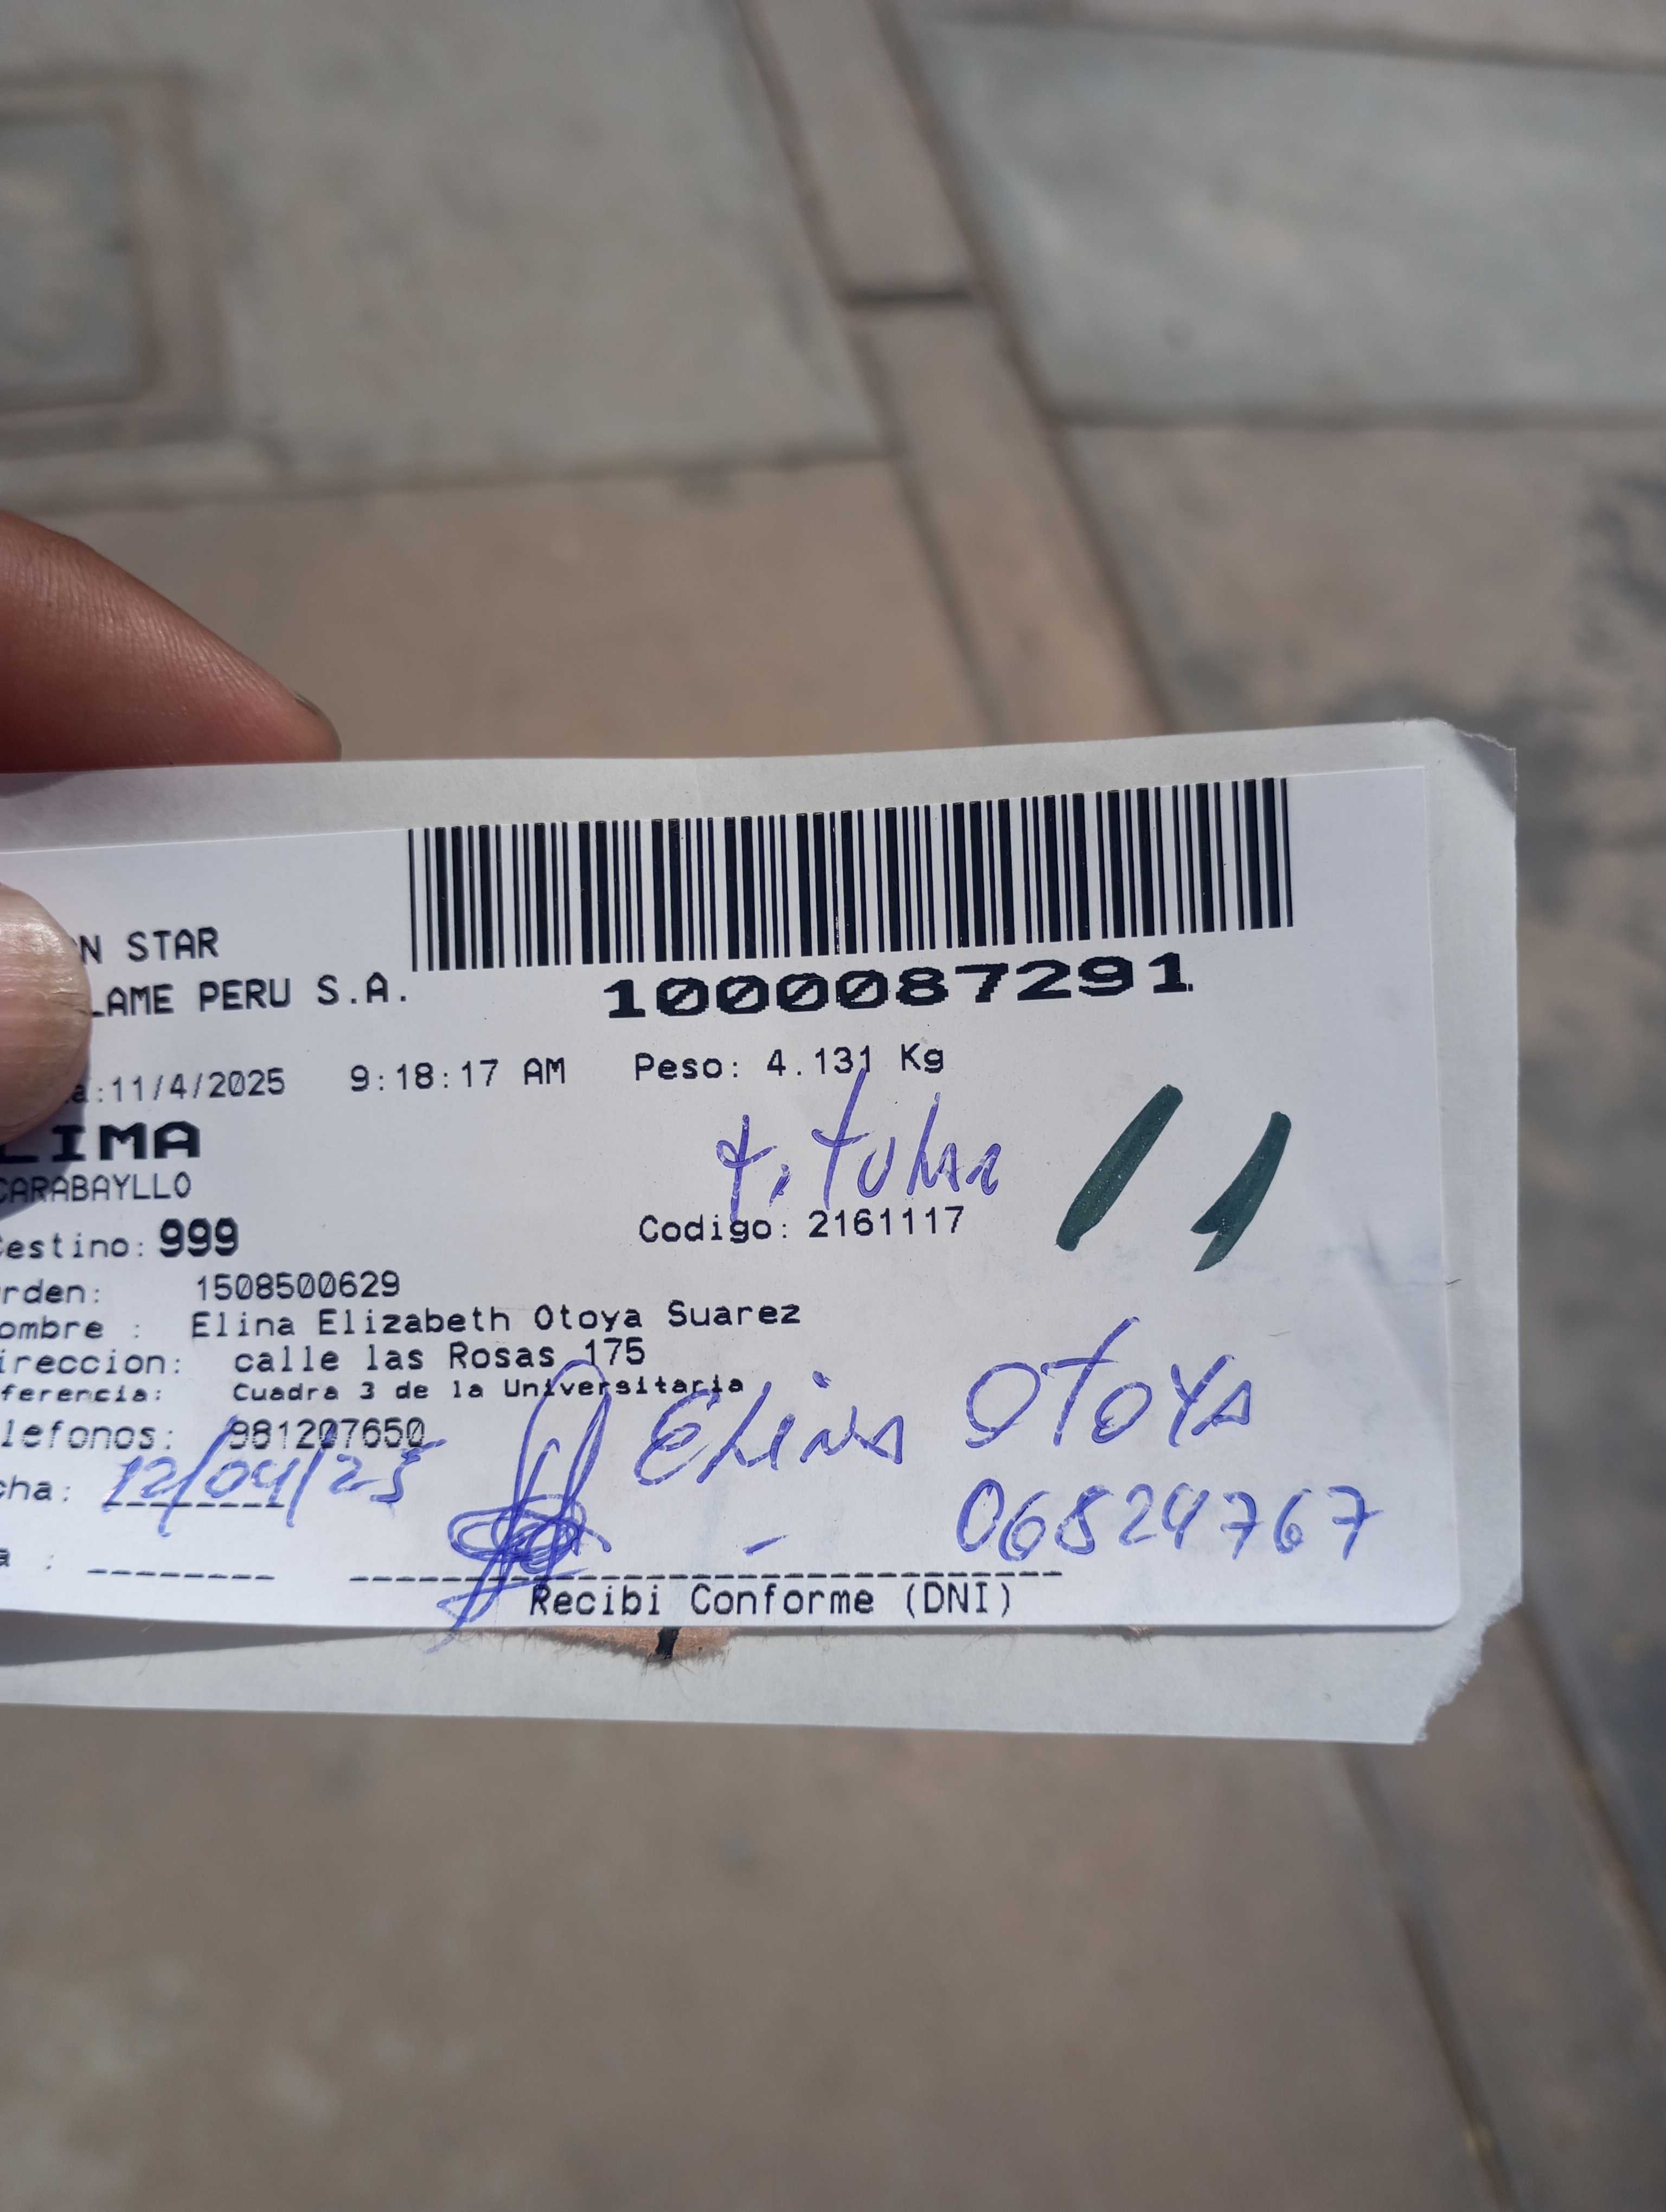 N STAR
LAME PERU S.A.
1000087291
a:11/4/2025 9:18:17 AM Peso: 4.131 Kg
LIMA
CARABAYLLO
titular
11
Codigo: 2161117
estino: 999
rden: 1508500629
ombre : Elina Elizabeth Otoya Suarez
ireccion: calle las Rosas 175
ferencia: Cuadra 3 de la Universitaria
lefonos: 981207650
Elina Otoya
cha: 12/04/25
06824767
a :
Recibi Conforme (DNI)